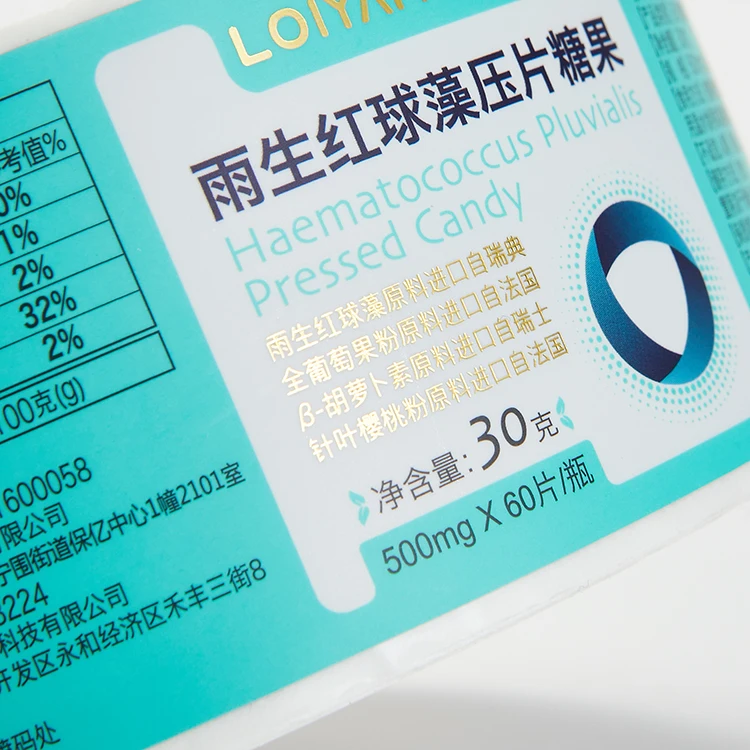 考值%
0%
1%
2%
32%
2%
100克(g)
600058
有限公司
宁围街道保亿中心1幢2101室
8224
科技有限公司
开发区永和经济区禾丰三街8
雨生红球藻压片糖果
Haematococcus Pluvialis
Pressed Candy
雨生红球藻原料进口自瑞典
全葡萄果粉原料进口自法国
β-胡萝卜素原料进口自瑞士
针叶樱桃粉原料进口自法国
净含量:30克
500mg X 60片/瓶